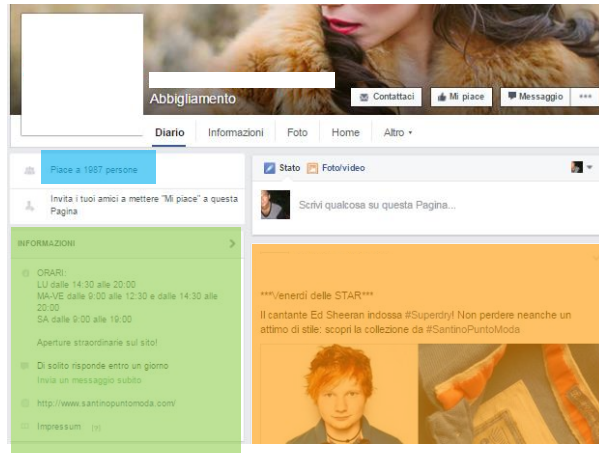 Abbigliamento
Contattaci Mi piace Messaggio •••
Diario Informazioni Foto Home Altro
Piace a 1987 persone
Invita i tuoi amici a mettere "Mi piace" a questa
Pagina
INFORMAZIONI
ORARI:
LU dalle 14:30 alle 20:00
MA-VE dalle 9:00 alle 12:30 e dalle 14:30 alle
20:00
SA dalle 9:00 alle 19:00
Aperture straordinarie sul sito!
Di solito risponde entro un giorno
Invia un messaggio subito
http://www.santinopuntomoda.com/
Impressum [?]
Stato Foto/video
Scrivi qualcosa su questa Pagina...
***Venerdì delle STAR***
Il cantante Ed Sheeran indossa #Superdry! Non perdere neanche un
attimo di stile: scopri la collezione da #SantinoPuntoModa